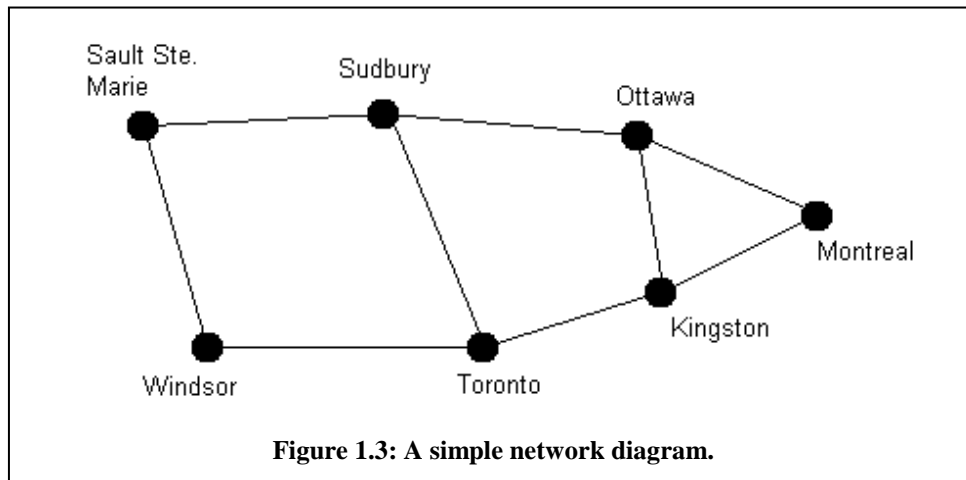 Sault Ste.
Marie
Sudbury
Ottawa
Montreal
Kingston
Windsor
Toronto
Figure 1.3: A simple network diagram.